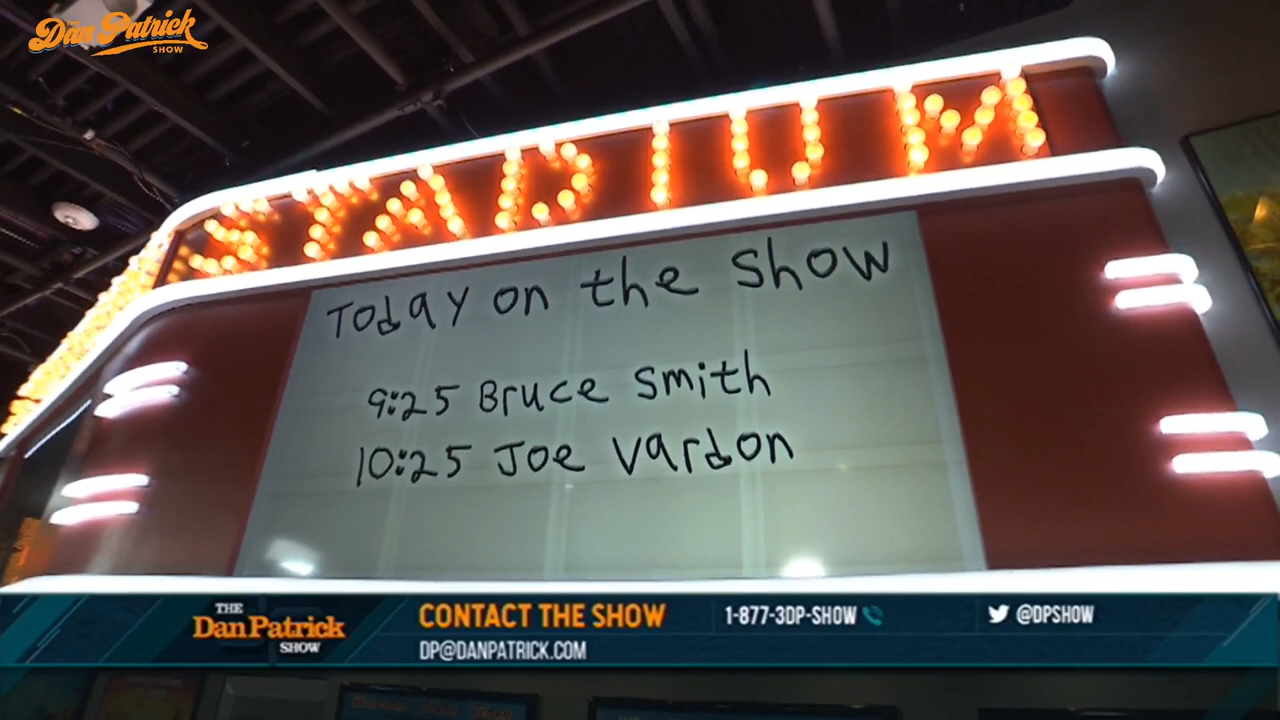 THE
Dan Patrick
SHOW
STADIUM
Today on the Show
9:25 Bruce Smith
10:25 Joe Vardon
THE
Dan Patrick
SHOW
CONTACT THE SHOW
1-877-3DP-SHOW
@DPSHOW
DP@DANPATRICK.COM